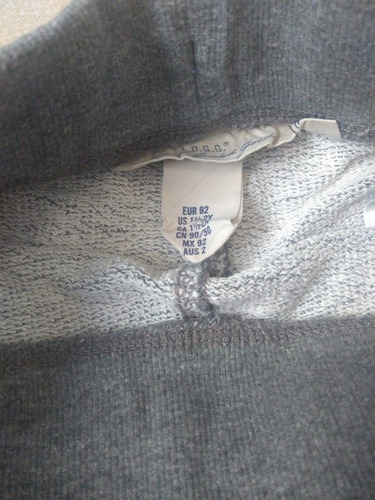 L.O.G.G.®
EUR 92
US 1½-2Y
CA 1½-2Y
CN 90/50
MX 92
AUS 2